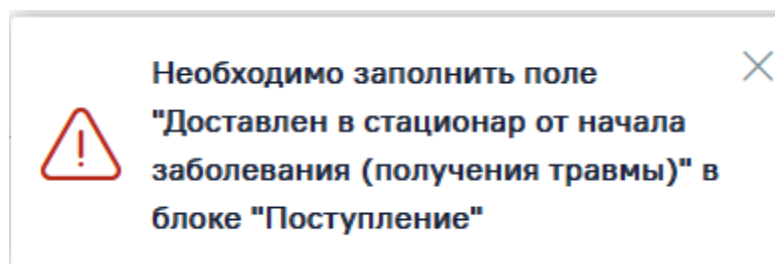 Необходимо заполнить поле
"Доставлен в стационар от начала
заболевания (получения травмы)" в
блоке "Поступление"